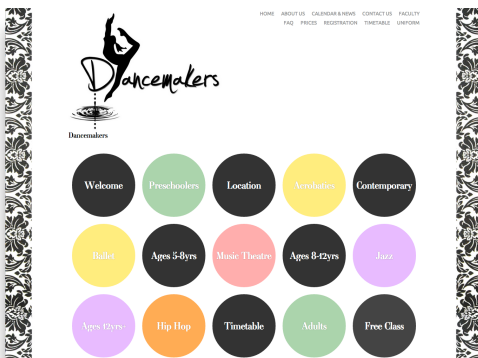 HOME ABOUT US CALENDAR & NEWS CONTACT US FACULTY
FAQ PRICES REGISTRATION TIMETABLE UNIFORM
Dancemakers
Dancemakers
Welcome Preschoolers Location Acrobatics Contemporary
Ballet Ages 5-8yrs Music Theatre Ages 8-12yrs Jazz
Ages 12yrs+ Hip Hop Timetable Adults Free Class